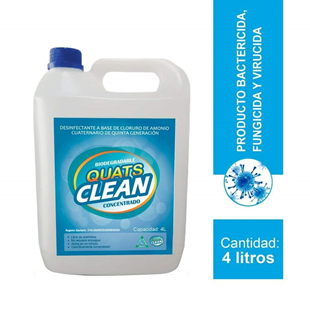 DESINFECTANTE A BASE DE CLORURO DE AMONIO
CUATERNARIO DE QUINTA GENERACIÓN
BIODEGRADABLE
QUATS
CLEAN
CONCENTRADO
Capacidad: 4L
PRODUCTO BACTERICIDA,
FUNGICIDA Y VIRUCIDA
Cantidad:
4 litros